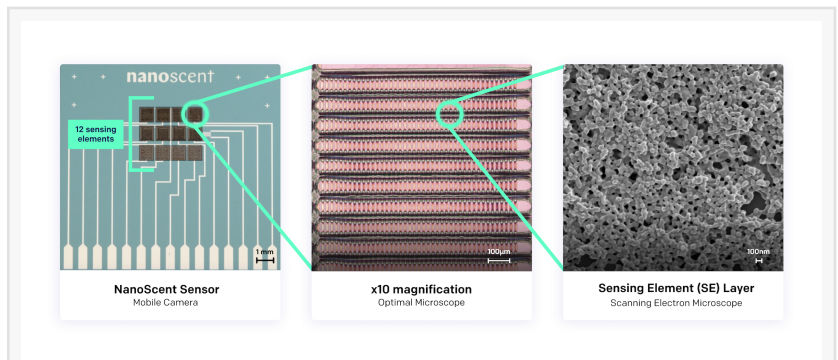 nanoscent
12 sensing
elements
1 mm
NanoScent Sensor
Mobile Camera
100μm
x10 magnification
Optimal Microscope
100nm
Sensing Element (SE) Layer
Scanning Electron Microscope